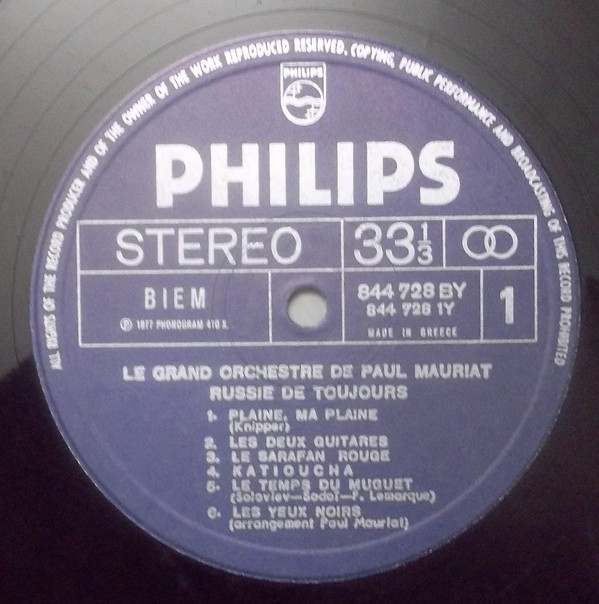 ALL RIGHTS OF THE RECORD PRODUCER AND OF THE OWNER OF THE WORK REPRODUCED RESERVED. COPYING, PUBLIC PERFORMANCE AND BROADCASTING OF THIS RECORD PROHIBITED
PHILIPS
PHILIPS
STEREO 33 1/3
BIEM 844 728 BY 1
844 728 1Y
Ⓟ 1977 PHONOGRAM 410 S. MADE IN GREECE
LE GRAND ORCHESTRE DE PAUL MAURIAT
RUSSIE DE TOUJOURS
1. PLAINE, MA PLAINE
(Knipper)
2. LES DEUX GUITARES
3. LE SARAFAN ROUGE
4. KATIOUCHA
5. LE TEMPS DU MUGUET
(Soloviev—Sedoï—F. Lemarque)
6. LES YEUX NOIRS
(arrangement Paul Mauriat)